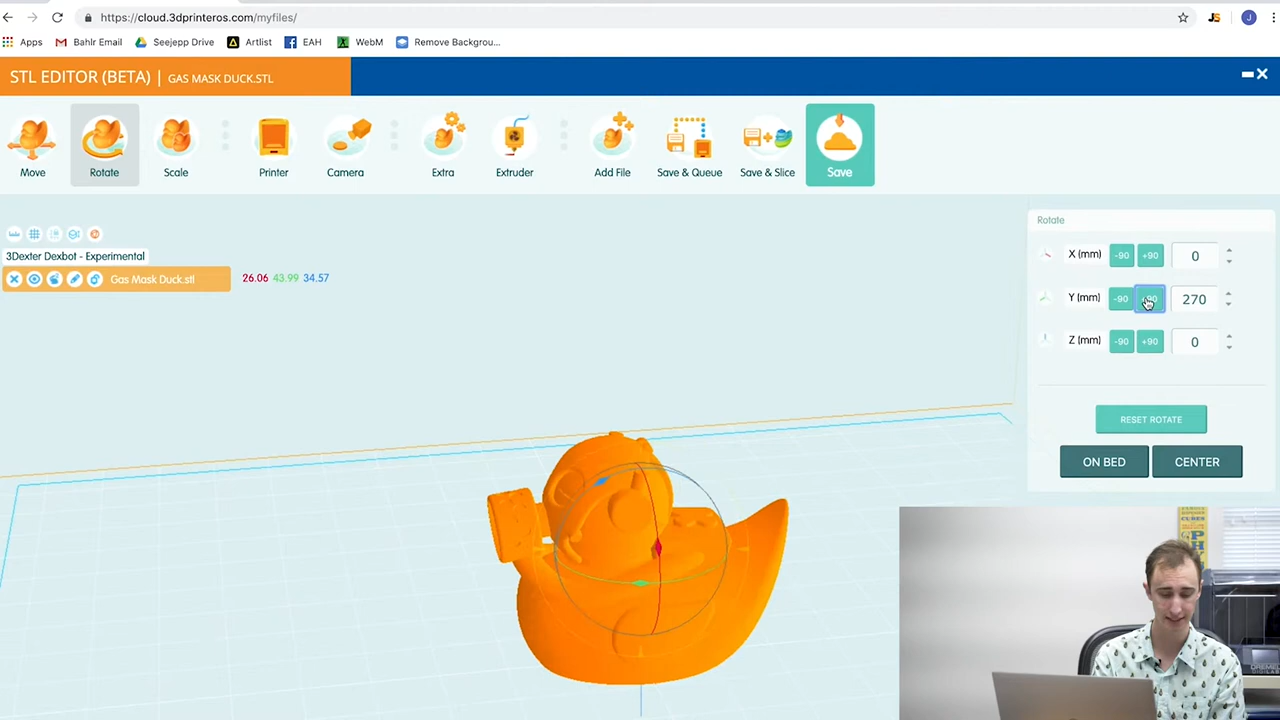 https://cloud.3dprinteros.com/myfiles/
JS
J
Apps
Bahlr Email
Seejepp Drive
Artlist
EAH
WebM
Remove Backgrou...
STL EDITOR (BETA) | GAS MASK DUCK.STL
Move
Rotate
Scale
Printer
Camera
Extra
Extruder
Add File
Save & Queue
Save & Slice
Save
3Dexter Dexbot - Experimental
Gas Mask Duck.stl
26.06 43.99 34.57
Rotate
X (mm) -90 +90 0
Y (mm) -90 270
Z (mm) -90 +90 0
RESET ROTATE
ON BED
CENTER
DREMEL
DIGILAB